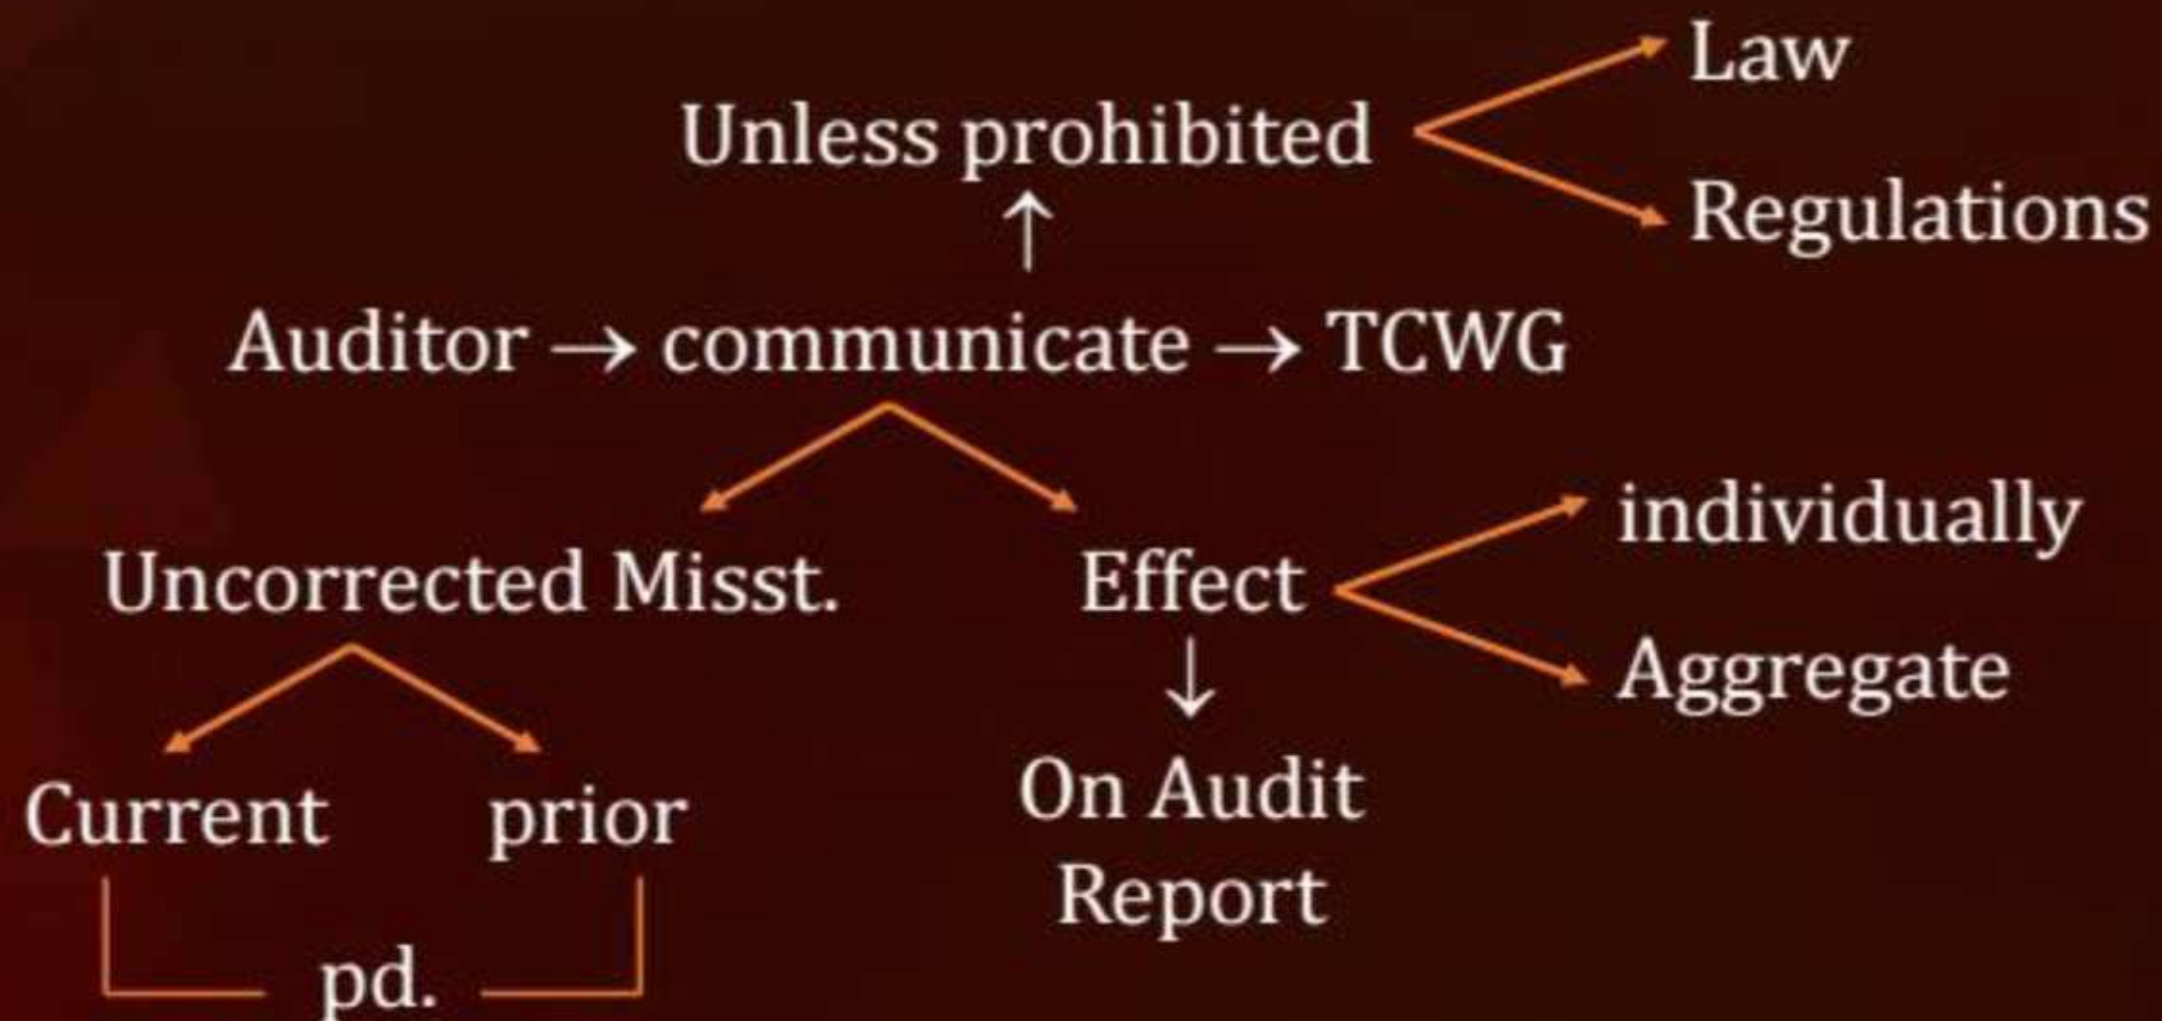 Law
Unless prohibited
Regulations
Auditor → communicate → TCWG
individually
Uncorrected Misst.
Effect
Aggregate
Current
prior
On Audit
Report
pd.